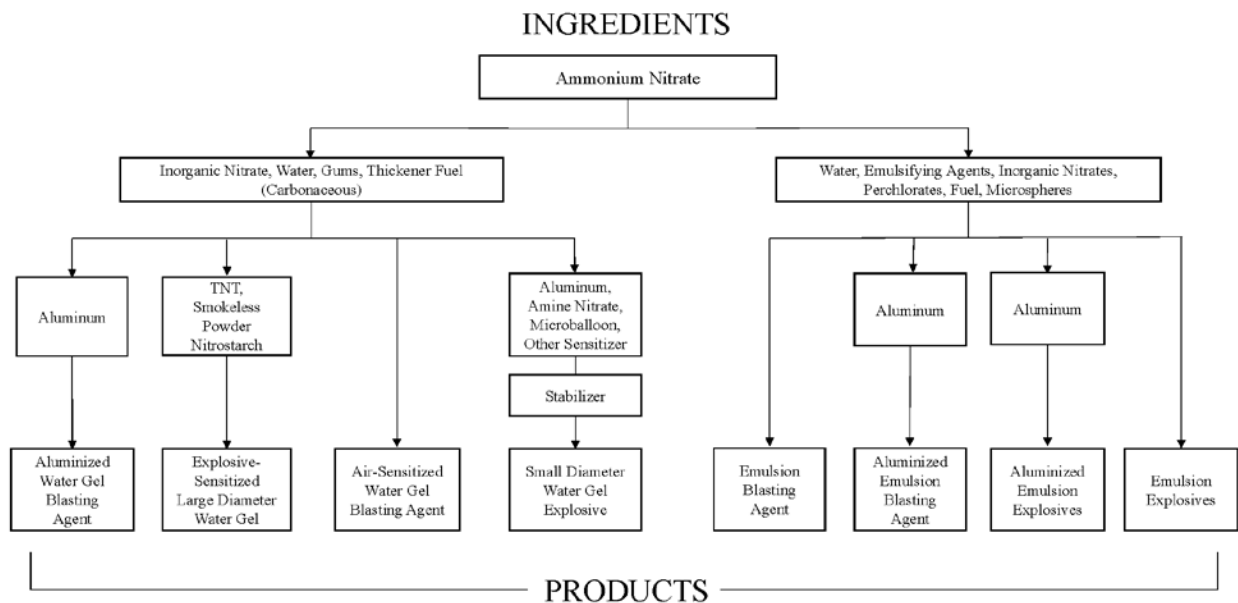 INGREDIENTS
Ammonium Nitrate
Inorganic Nitrate, Water, Gums, Thickener Fuel
(Carbonaceous)
Water, Emulsifying Agents, Inorganic Nitrates,
Perchlorates, Fuel, Microspheres
Aluminum
TNT,
Smokeless
Powder
Nitrostarch
Aluminum,
Amine Nitrate,
Microballoon,
Other Sensitizer
Aluminum
Aluminum
Stabilizer
Aluminized
Water Gel
Blasting
Agent
Explosive-
Sensitized
Large Diameter
Water Gel
Air-Sensitized
Water Gel
Blasting Agent
Small Diameter
Water Gel
Explosive
Emulsion
Blasting
Agent
Aluminized
Emulsion
Blasting
Agent
Aluminized
Emulsion
Explosives
Emulsion
Explosives
PRODUCTS